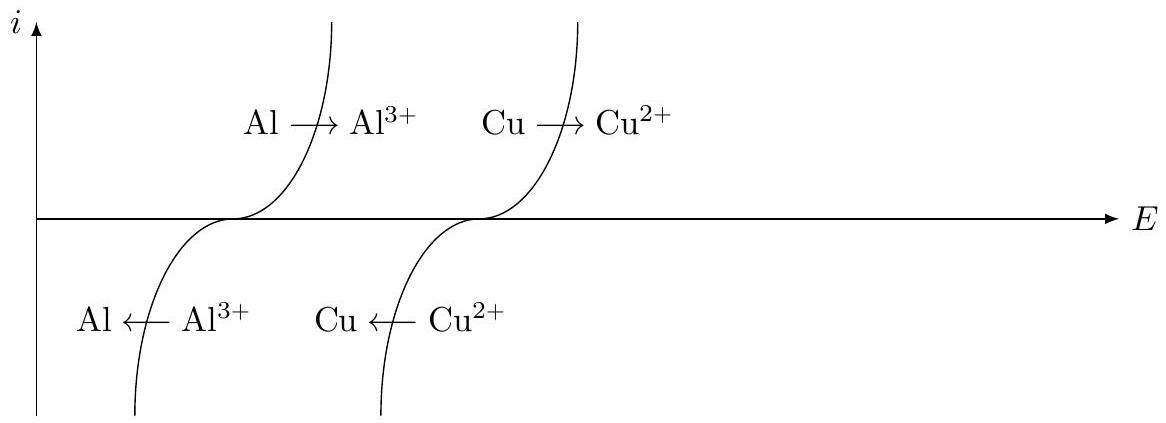 i
Al → Al³⁺
Cu → Cu²⁺
E
Al ← Al³⁺
Cu ← Cu²⁺